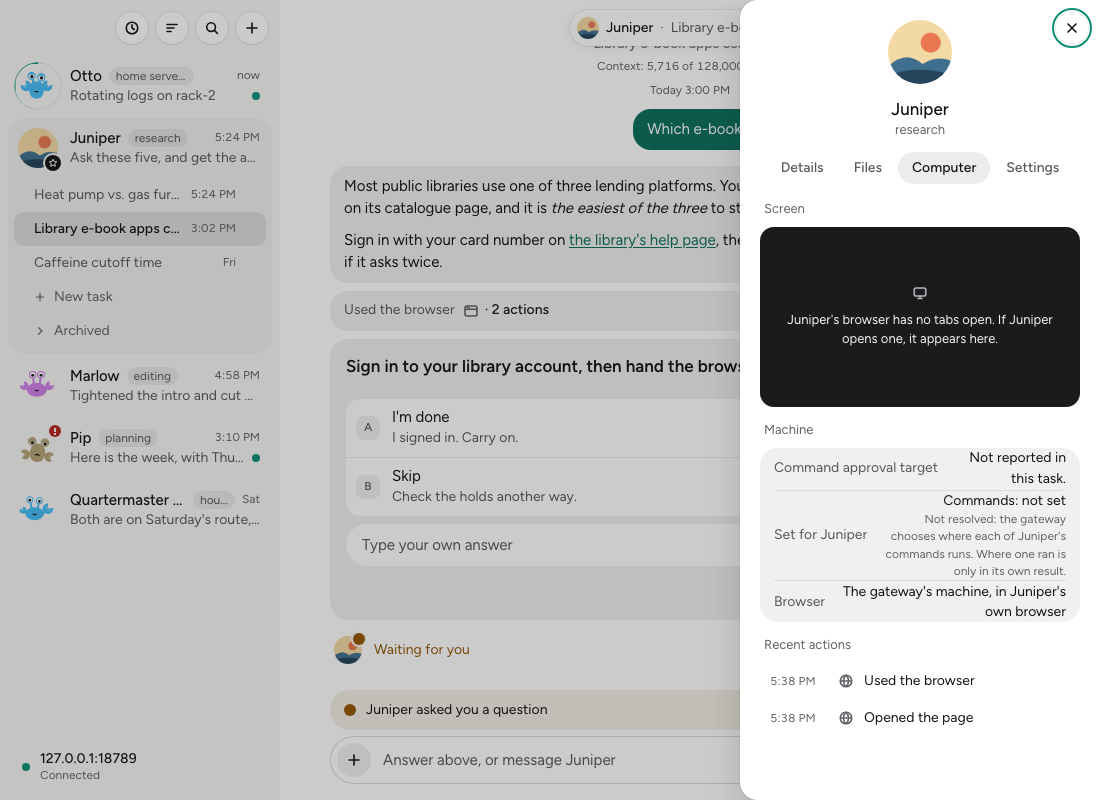 Otto home serve... now
Rotating logs on rack-2
Juniper research 5:24 PM
Ask these five, and get the a...
Heat pump vs. gas fur... 5:24 PM
Library e-book apps c... 3:02 PM
Caffeine cutoff time Fri
New task
Archived
Marlow editing 4:58 PM
Tightened the intro and cut ...
Pip planning 3:10 PM
Here is the week, with Thu...
Quartermaster ... hou... Sat
Both are on Saturday's route,...
127.0.0.1:18789
Connected
Juniper · Library e-b
Library e-book apps
Context: 5,716 of 128,000
Today 3:00 PM
Which e-book
Most public libraries use one of three lending platforms. You
on its catalogue page, and it is the easiest of the three to st
Sign in with your card number on the library's help page, the
if it asks twice.
Used the browser · 2 actions
Sign in to your library account, then hand the brows
A I'm done
I signed in. Carry on.
B Skip
Check the holds another way.
Type your own answer
Waiting for you
Juniper asked you a question
Answer above, or message Juniper
Juniper
research
Details Files Computer Settings
Screen
Juniper's browser has no tabs open. If Juniper
opens one, it appears here.
Machine
Command approval target Not reported in
this task.
Set for Juniper Commands: not set
Not resolved: the gateway
chooses where each of Juniper's
commands runs. Where one ran is
only in its own result.
Browser The gateway's machine, in Juniper's
own browser
Recent actions
5:38 PM Used the browser
5:38 PM Opened the page